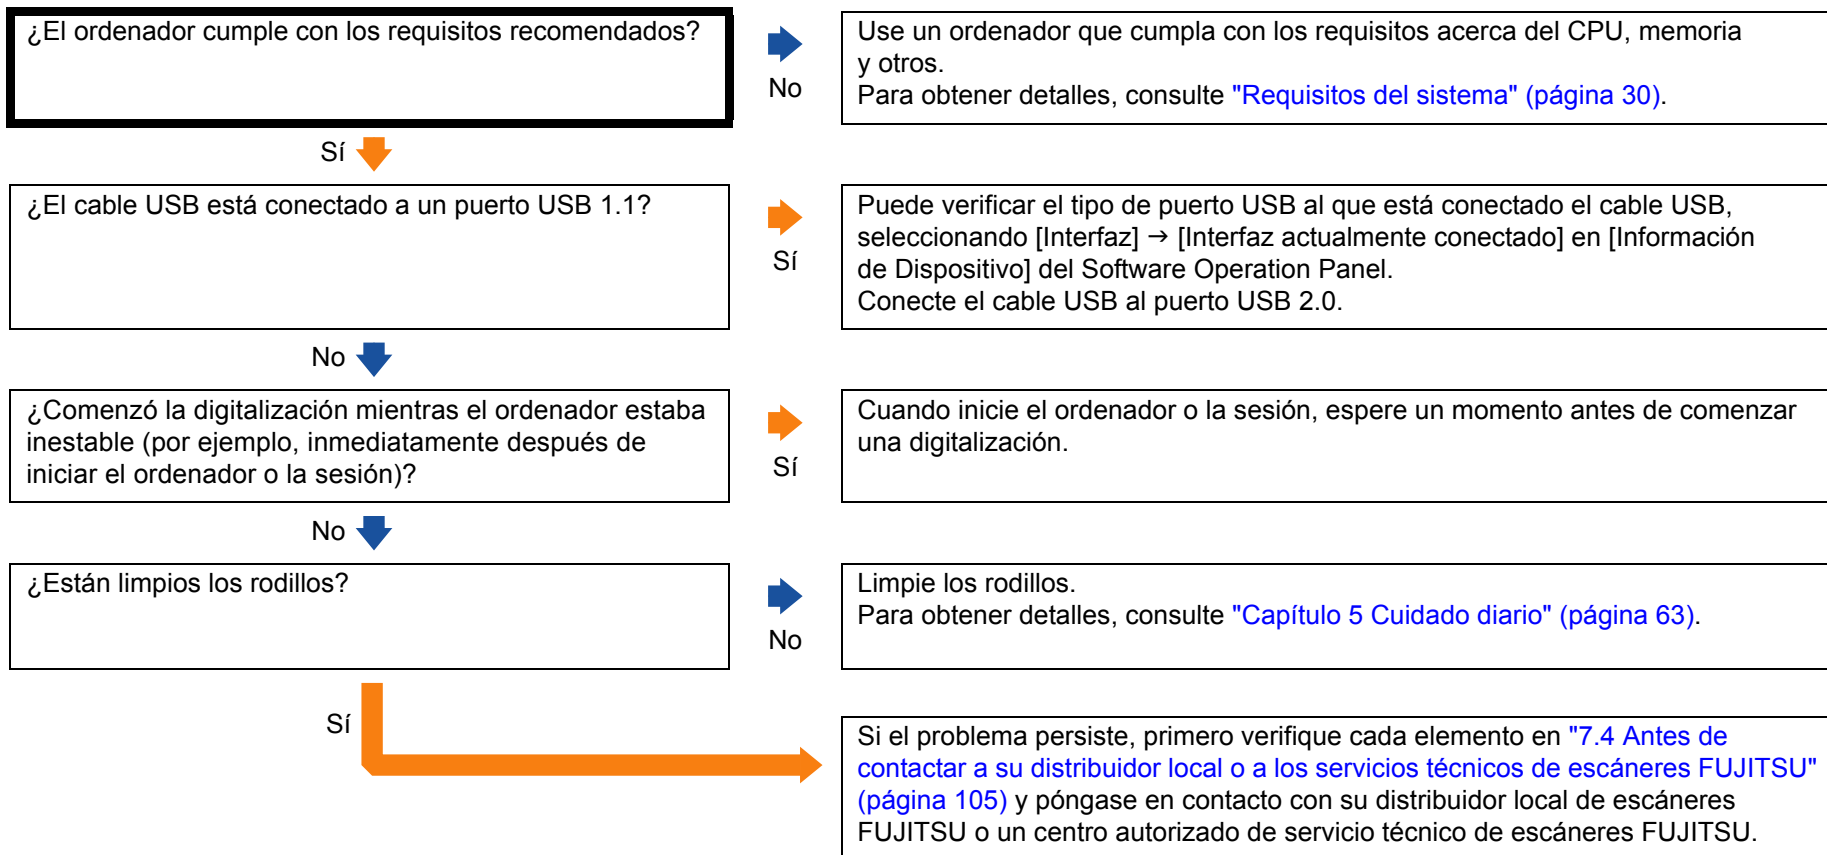 ¿El ordenador cumple con los requisitos recomendados?
No
Use un ordenador que cumpla con los requisitos acerca del CPU, memoria
y otros.
Para obtener detalles, consulte "Requisitos del sistema" (página 30).
Sí
¿El cable USB está conectado a un puerto USB 1.1?
Sí
Puede verificar el tipo de puerto USB al que está conectado el cable USB,
seleccionando [Interfaz] → [Interfaz actualmente conectado] en [Información
de Dispositivo] del Software Operation Panel.
Conecte el cable USB al puerto USB 2.0.
No
¿Comenzó la digitalización mientras el ordenador estaba
inestable (por ejemplo, inmediatamente después de
iniciar el ordenador o la sesión)?
Sí
Cuando inicie el ordenador o la sesión, espere un momento antes de comenzar
una digitalización.
No
¿Están limpios los rodillos?
No
Limpie los rodillos.
Para obtener detalles, consulte "Capítulo 5 Cuidado diario" (página 63).
Sí
Si el problema persiste, primero verifique cada elemento en "7.4 Antes de
contactar a su distribuidor local o a los servicios técnicos de escáneres FUJITSU"
(página 105) y póngase en contacto con su distribuidor local de escáneres
FUJITSU o un centro autorizado de servicio técnico de escáneres FUJITSU.